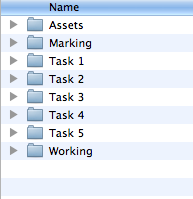 Name
Assets
Marking
Task 1
Task 2
Task 3
Task 4
Task 5
Working